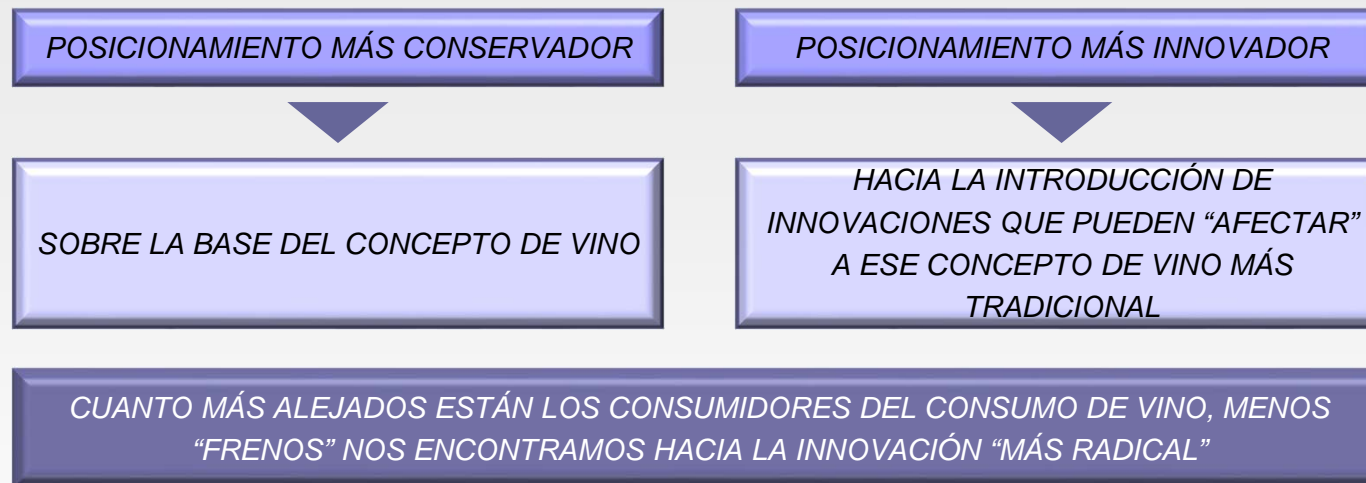 POSICIONAMIENTO MÁS CONSERVADOR
POSICIONAMIENTO MÁS INNOVADOR
SOBRE LA BASE DEL CONCEPTO DE VINO
HACIA LA INTRODUCCIÓN DE
INNOVACIONES QUE PUEDEN “AFECTAR”
A ESE CONCEPTO DE VINO MÁS
TRADICIONAL
CUANTO MÁS ALEJADOS ESTÁN LOS CONSUMIDORES DEL CONSUMO DE VINO, MENOS
“FRENOS” NOS ENCONTRAMOS HACIA LA INNOVACIÓN “MÁS RADICAL”